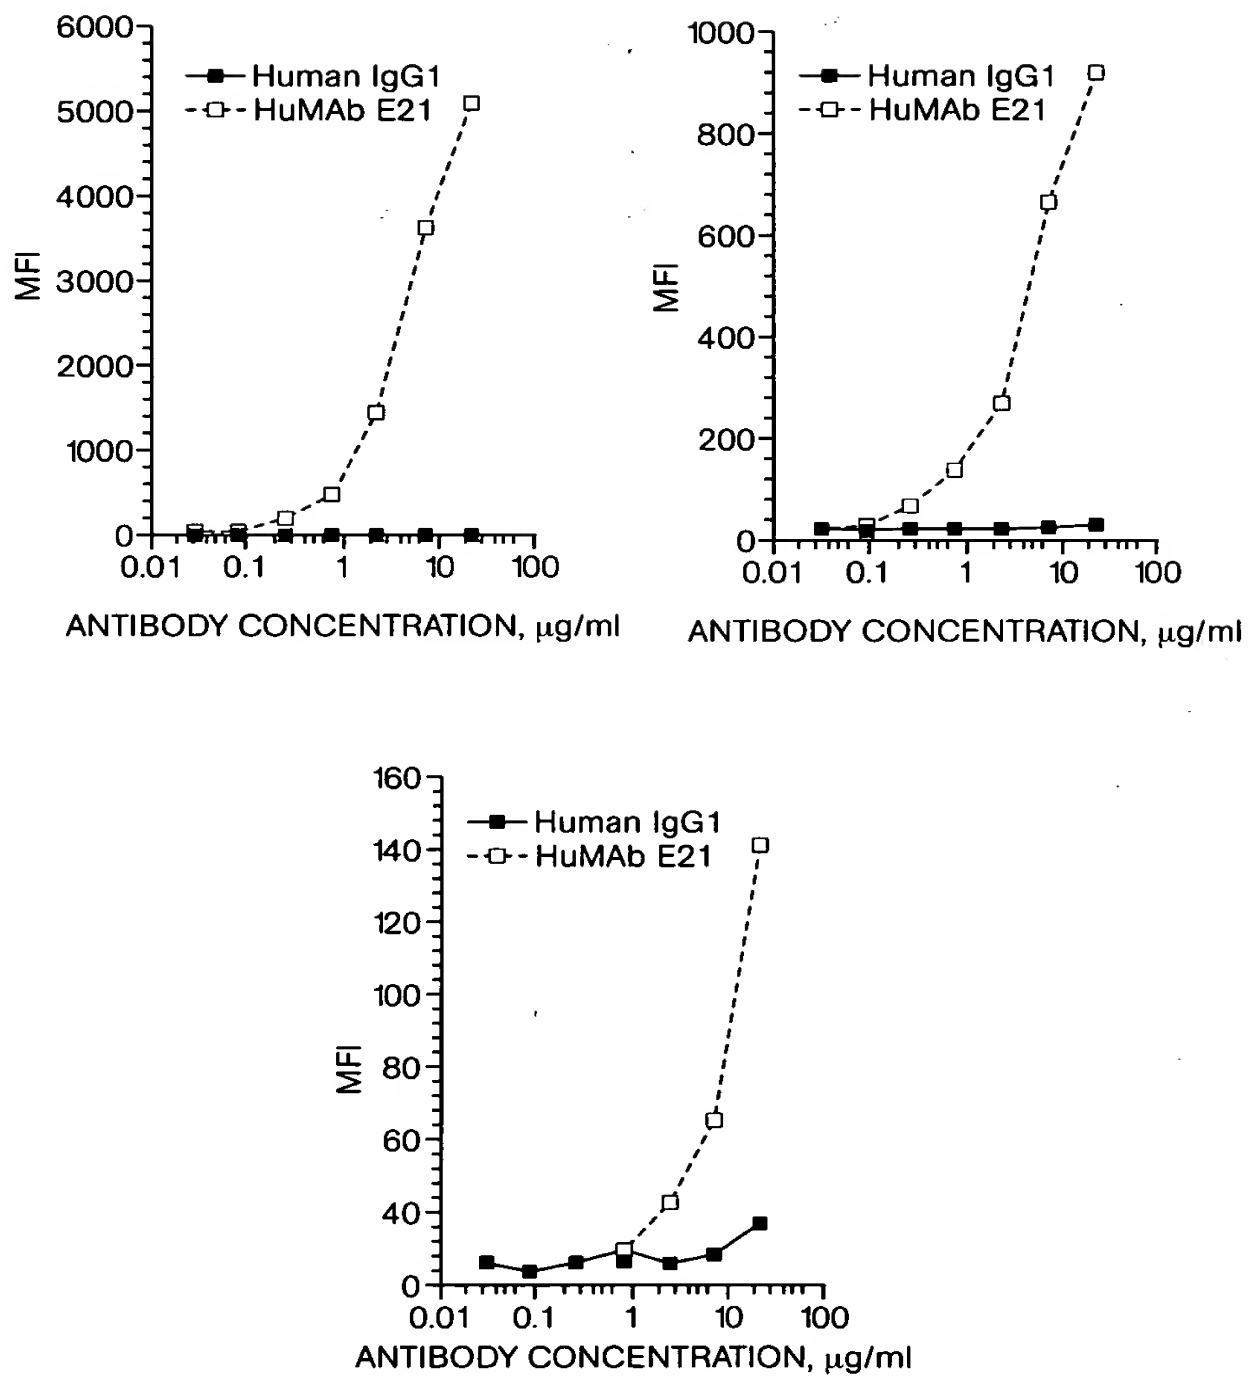 6000
5000
4000
3000
2000
1000
0
MFI
Human IgG1
HuMAb E21
0.01 0.1 1 10 100
ANTIBODY CONCENTRATION, μg/ml
1000
800
600
400
200
0
MFI
Human IgG1
HuMAb E21
0.01 0.1 1 10 100
ANTIBODY CONCENTRATION, μg/ml
160
140
120
100
80
60
40
0
MFI
Human IgG1
HuMAb E21
0.01 0.1 1 10 100
ANTIBODY CONCENTRATION, μg/ml